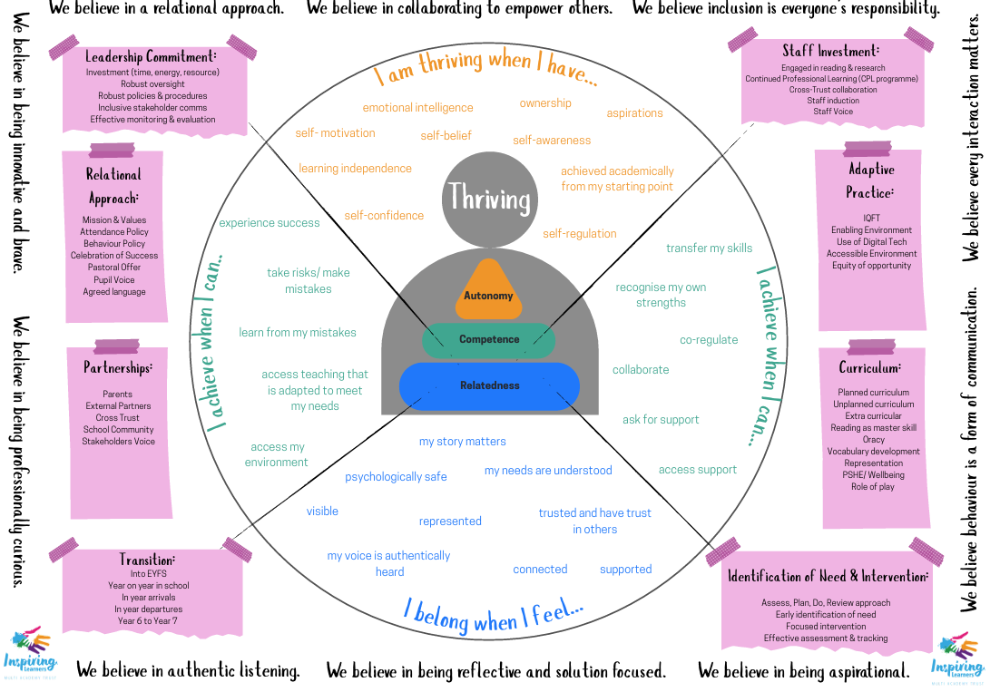 We believe in a relational approach.
We believe in collaborating to empower others.
We believe inclusion is everyone's responsibility.
We believe in being innovative and brave.
We believe in being professionally curious.
Leadership Commitment:
Investment (time, energy, resource)
Robust oversight
Robust policies & procedures
Inclusive stakeholder comms
Effective monitoring & evaluation
Relational
Approach:
Mission & Values
Attendance Policy
Behaviour Policy
Celebration of Success
Pastoral Offer
Pupil Voice
Agreed language
Partnerships:
Parents
External Partners
Cross Trust
School Community
Stakeholders Voice
Transition:
Into EYFS
Year on year in school
In year arrivals
In year departures
Year 6 to Year 7
I am thriving when I have...
emotional intelligence
ownership
aspirations
self- motivation
self-belief
self-awareness
learning independence
achieved academically
from my starting point
self-confidence
self-regulation
Thriving
Autonomy
Competence
Relatedness
I achieve when I can...
experience success
take risks/ make
mistakes
learn from my mistakes
access teaching that
is adapted to meet
my needs
access my
environment
I achieve when I can...
transfer my skills
recognise my own
strengths
co-regulate
collaborate
ask for support
access support
my story matters
psychologically safe
my needs are understood
visible
represented
trusted and have trust
in others
my voice is authentically
heard
connected
supported
I belong when I feel...
Staff Investment:
Engaged in reading & research
Continued Professional Learning (CPL programme)
Cross-Trust collaboration
Staff induction
Staff Voice
Adaptive
Practice:
IQFT
Enabling Environment
Use of Digital Tech
Accessible Environment
Equity of opportunity
Curriculum:
Planned curriculum
Unplanned curriculum
Extra curricular
Reading as master skill
Oracy
Vocabulary development
Representation
PSHE/ Wellbeing
Role of play
Identification of Need & Intervention:
Assess, Plan, Do, Review approach
Early identification of need
Focused intervention
Effective assessment & tracking
We believe every interaction matters.
We believe behaviour is a form of communication.
Inspiring
Learners
MULTI ACADEMY TRUST
We believe in authentic listening.
We believe in being reflective and solution focused.
We believe in being aspirational.
Inspiring
Learners
MULTI ACADEMY TRUST